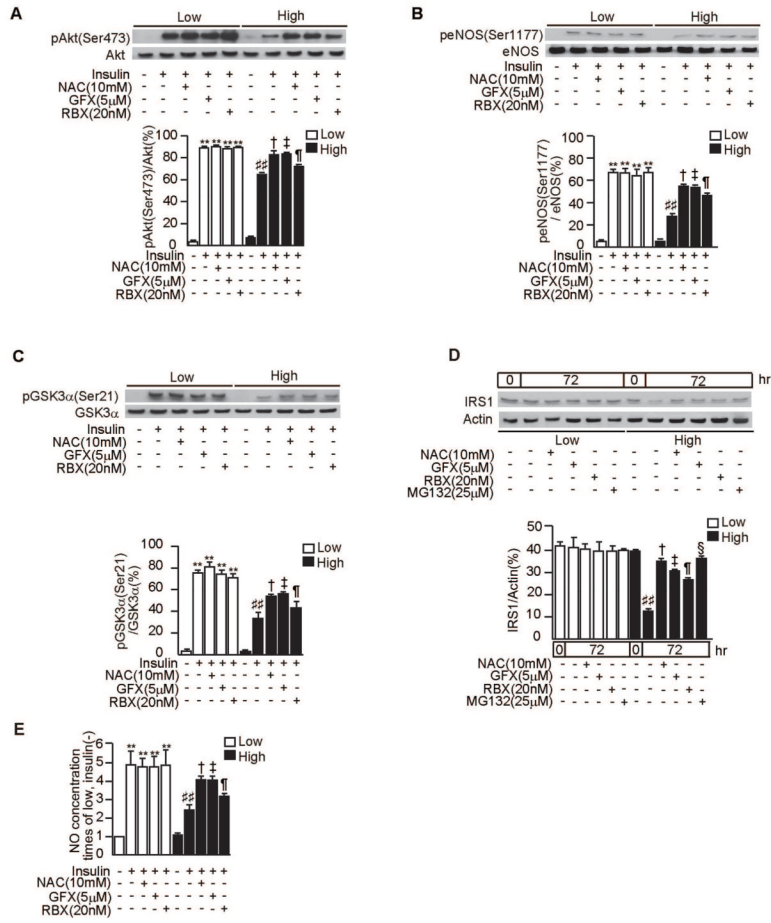 A
Low High
pAkt(Ser473)
Akt
Insulin - + + + + - + + + +
NAC(10mM) - - + - - - - + - -
GFX(5μM) - - - + - - - - + -
RBX(20nM) - - - - + - - - - +
pAkt(Ser473)/Akt(%)
100
80
60
40
20
0
** ** ** ** ♯♯ † ‡ ¶
Low
High
Insulin - + + + + - + + + +
NAC(10mM) - - + - - - - + - -
GFX(5μM) - - - + - - - - + -
RBX(20nM) - - - - + - - - - +
B
Low High
peNOS(Ser1177)
eNOS
Insulin - + + + + - + + + +
NAC(10mM) - - + - - - - + - -
GFX(5μM) - - - + - - - - + -
RBX(20nM) - - - - + - - - - +
peNOS(Ser1177)
/ eNOS(%)
100
80
60
40
20
0
** ** ** ** ♯♯ † ‡ ¶
Low
High
Insulin - + + + + - + + + +
NAC(10mM) - - + - - - - + - -
GFX(5μM) - - - + - - - - + -
RBX(20nM) - - - - + - - - - +
C
Low High
pGSK3α(Ser21)
GSK3α
Insulin - + + + + - + + + +
NAC(10mM) - - + - - - - + - -
GFX(5μM) - - - + - - - - + -
RBX(20nM) - - - - + - - - - +
pGSK3α(Ser21)
/GSK3α(%)
100
80
60
40
20
0
** ** ** ** ♯♯ † ‡ ¶
Low
High
Insulin - + + + + - + + + +
NAC(10mM) - - + - - - - + - -
GFX(5μM) - - - + - - - - + -
RBX(20nM) - - - - + - - - - +
D
0 72 0 72 hr
IRS1
Actin
Low High
NAC(10mM) - - + - - - - - + - - -
GFX(5μM) - - - + - - - - - + - -
RBX(20nM) - - - - + - - - - - + -
MG132(25μM) - - - - - + - - - - - +
IRS1/Actin(%)
50
40
30
20
10
0
♯♯ † ‡ ¶ §
Low
High
0 72 0 72 hr
NAC(10mM) - - + - - - - - + - - -
GFX(5μM) - - - + - - - - - + - -
RBX(20nM) - - - - + - - - - - + -
MG132(25μM) - - - - - + - - - - - +
E
NO concentration
times of low, insulin(-)
6
5
4
3
2
1
0
** ** ** ** ♯♯ † ‡ ¶
Low
High
Insulin - + + + + - + + + +
NAC(10mM) - - + - - - - + - -
GFX(5μM) - - - + - - - - + -
RBX(20nM) - - - - + - - - - +